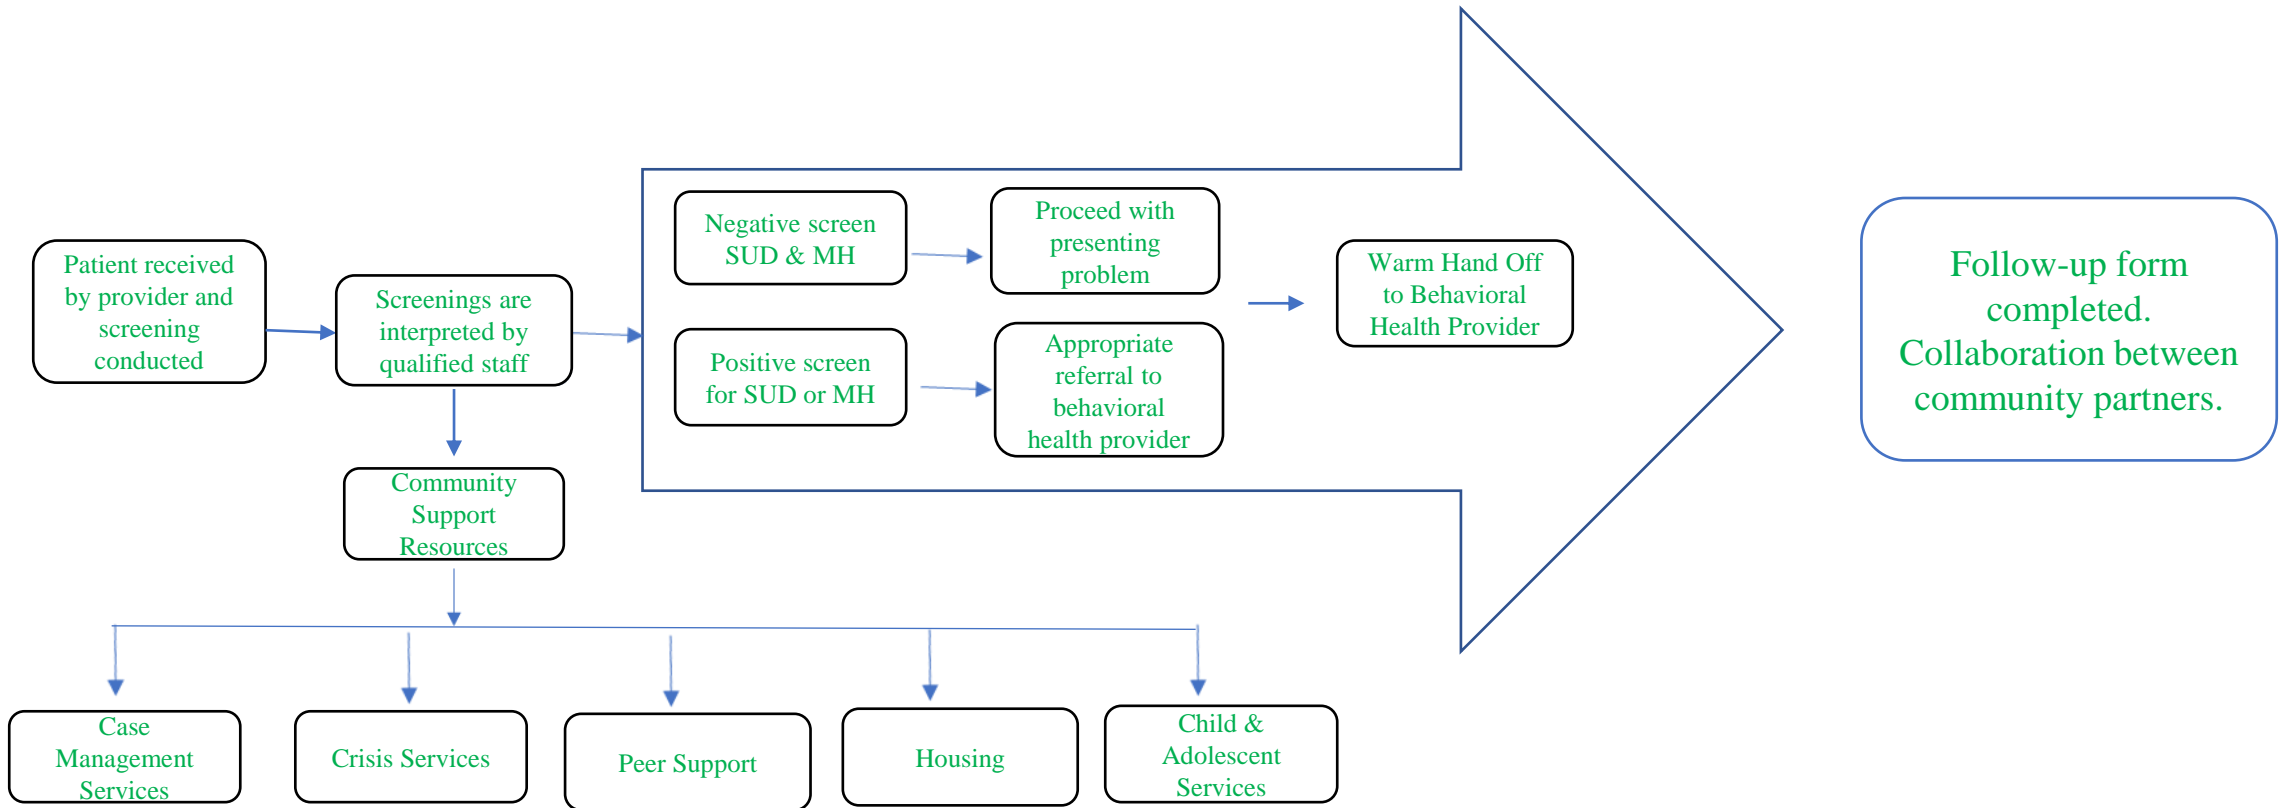 Patient received
by provider and
screening
conducted
Screenings are
interpreted by
qualified staff
Negative screen
SUD & MH
Proceed with
presenting
problem
Positive screen
for SUD or MH
Appropriate
referral to
behavioral
health provider
Warm Hand Off
to Behavioral
Health Provider
Follow-up form
completed.
Collaboration between
community partners.
Community
Support
Resources
Case
Management
Services
Crisis Services
Peer Support
Housing
Child &
Adolescent
Services